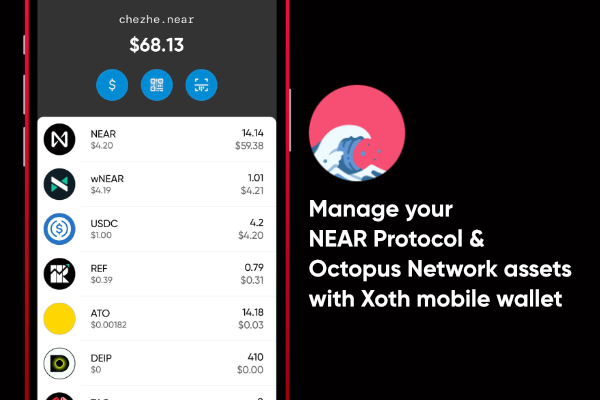 chezhe.near
$68.13
NEAR 14.14
$4.20 $59.38
wNEAR 1.01
$4.19 $4.21
USDC 4.2
$1.00 $4.20
REF 0.79
$0.39 $0.31
ATO 14.18
$0.00182 $0.03
DEIP 410
$0 $0.00
Manage your
NEAR Protocol &
Octopus Network assets
with Xoth mobile wallet